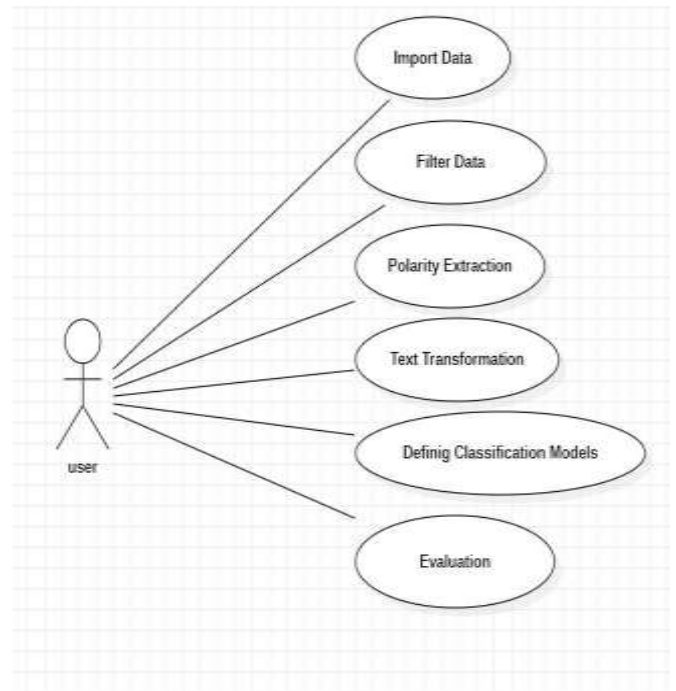 Import Data
Filter Data
Polarity Extraction
Text Transformation
Definig Classification Models
Evaluation
user